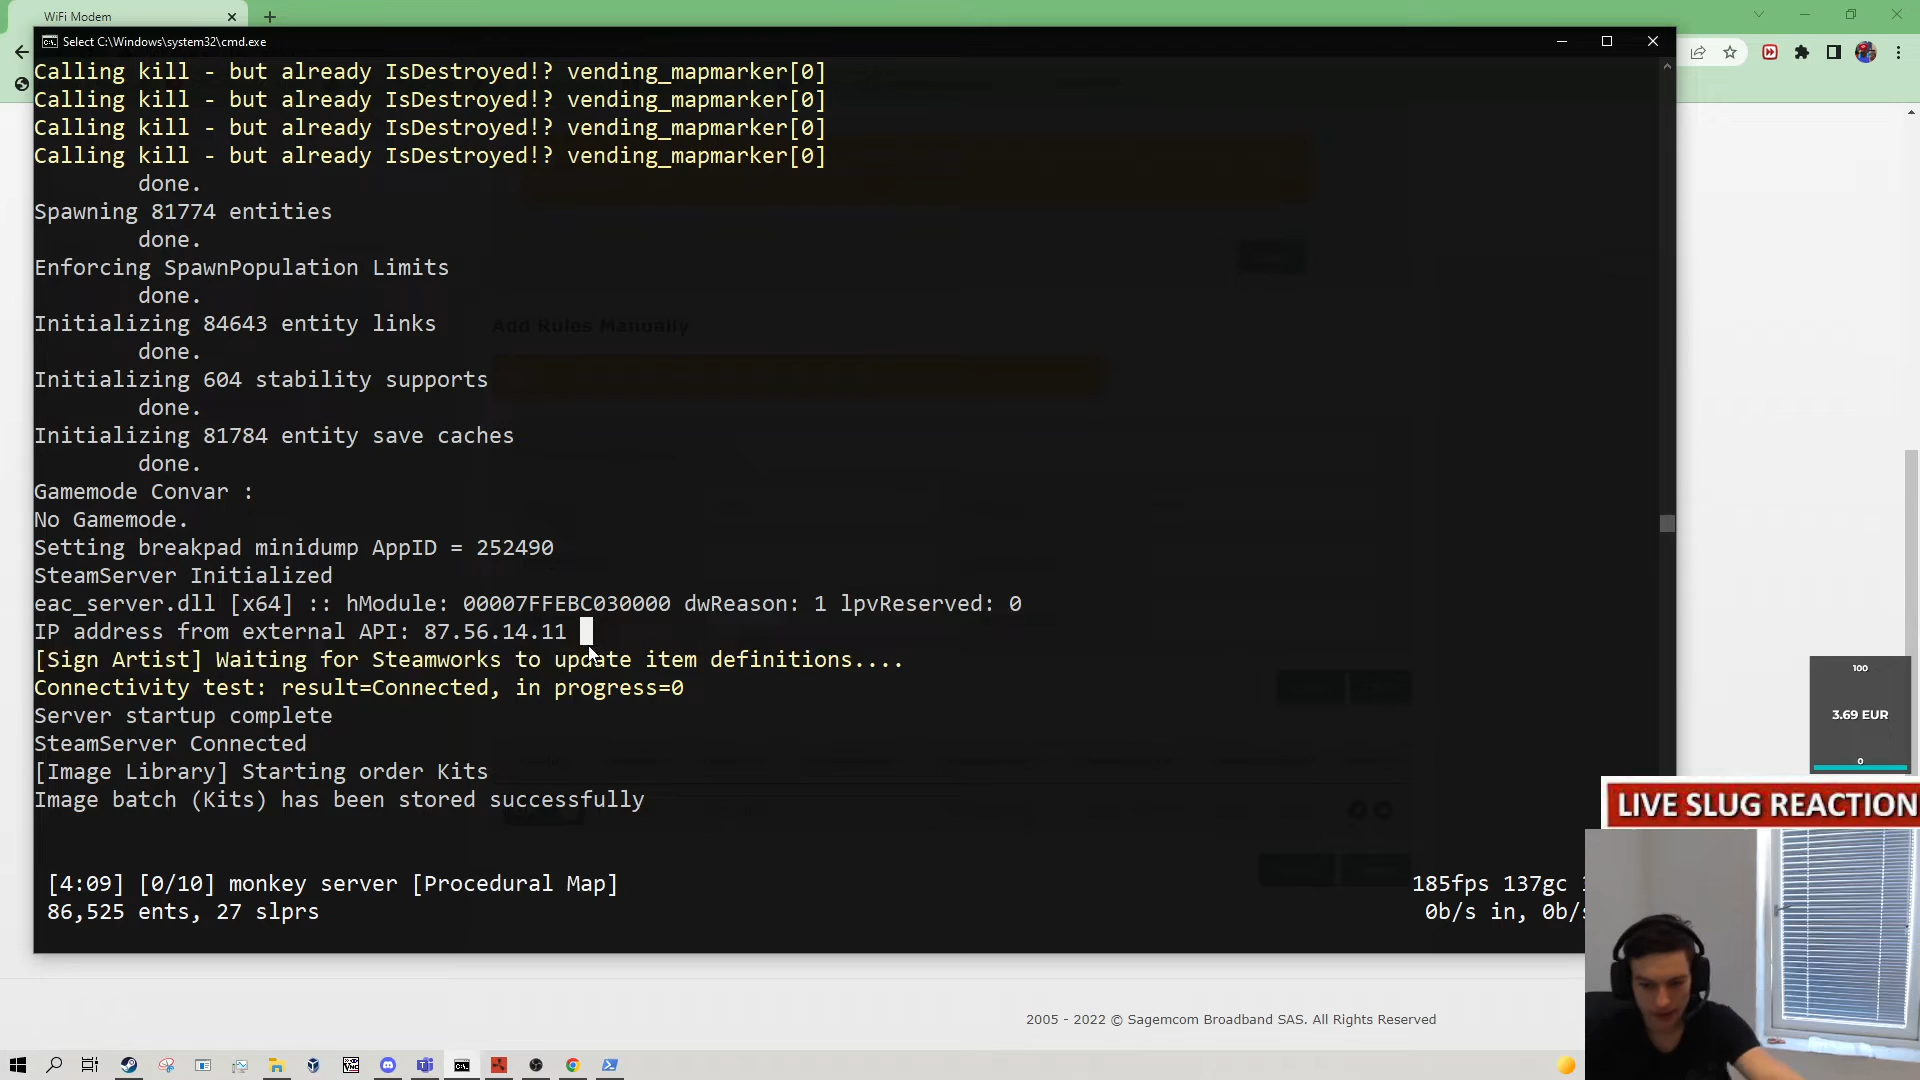 WiFi Modem
Select C:\Windows\system32\cmd.exe
Calling kill - but already IsDestroyed!? vending_mapmarker[0]
Calling kill - but already IsDestroyed!? vending_mapmarker[0]
Calling kill - but already IsDestroyed!? vending_mapmarker[0]
Calling kill - but already IsDestroyed!? vending_mapmarker[0]
done.
Spawning 81774 entities
done.
Enforcing SpawnPopulation Limits
done.
Initializing 84643 entity links
Add Rules Manually
done.
Initializing 604 stability supports
done.
Initializing 81784 entity save caches
done.
Gamemode Convar :
No Gamemode.
Setting breakpad minidump AppID = 252490
SteamServer Initialized
eac_server.dll [x64] :: hModule: 00007FFEBC030000 dwReason: 1 lpvReserved: 0
IP address from external API: 87.56.14.11
[Sign Artist] Waiting for Steamworks to update item definitions....
Connectivity test: result=Connected, in progress=0
Server startup complete
SteamServer Connected
[Image Library] Starting order Kits
Image batch (Kits) has been stored successfully
[4:09] [0/10] monkey server [Procedural Map]
185fps 137gc
86,525 ents, 27 slprs
0b/s in, 0b/s
100
3.69 EUR
0
LIVE SLUG REACTION
2005 - 2022 © Sagemcom Broadband SAS. All Rights Reserved